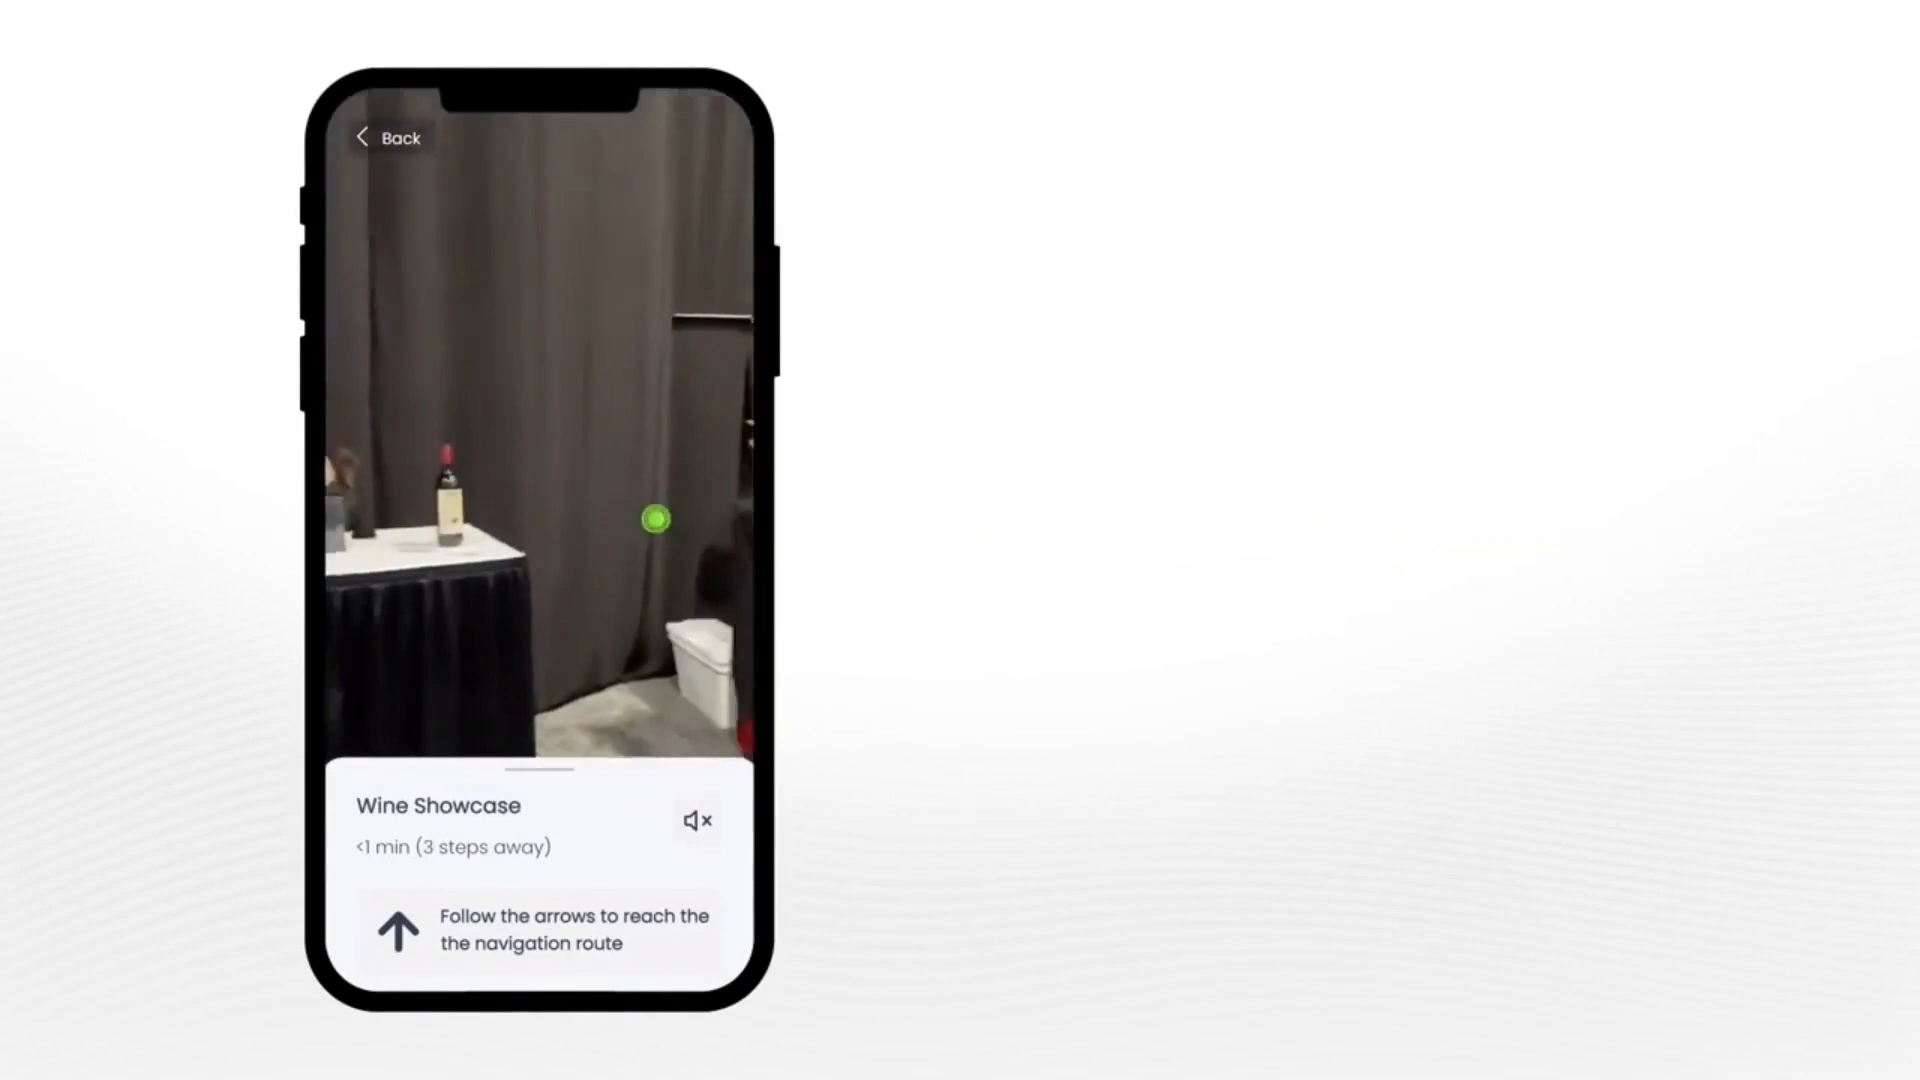 Back
Wine Showcase
<1 min (3 steps away)
Follow the arrows to reach the
the navigation route